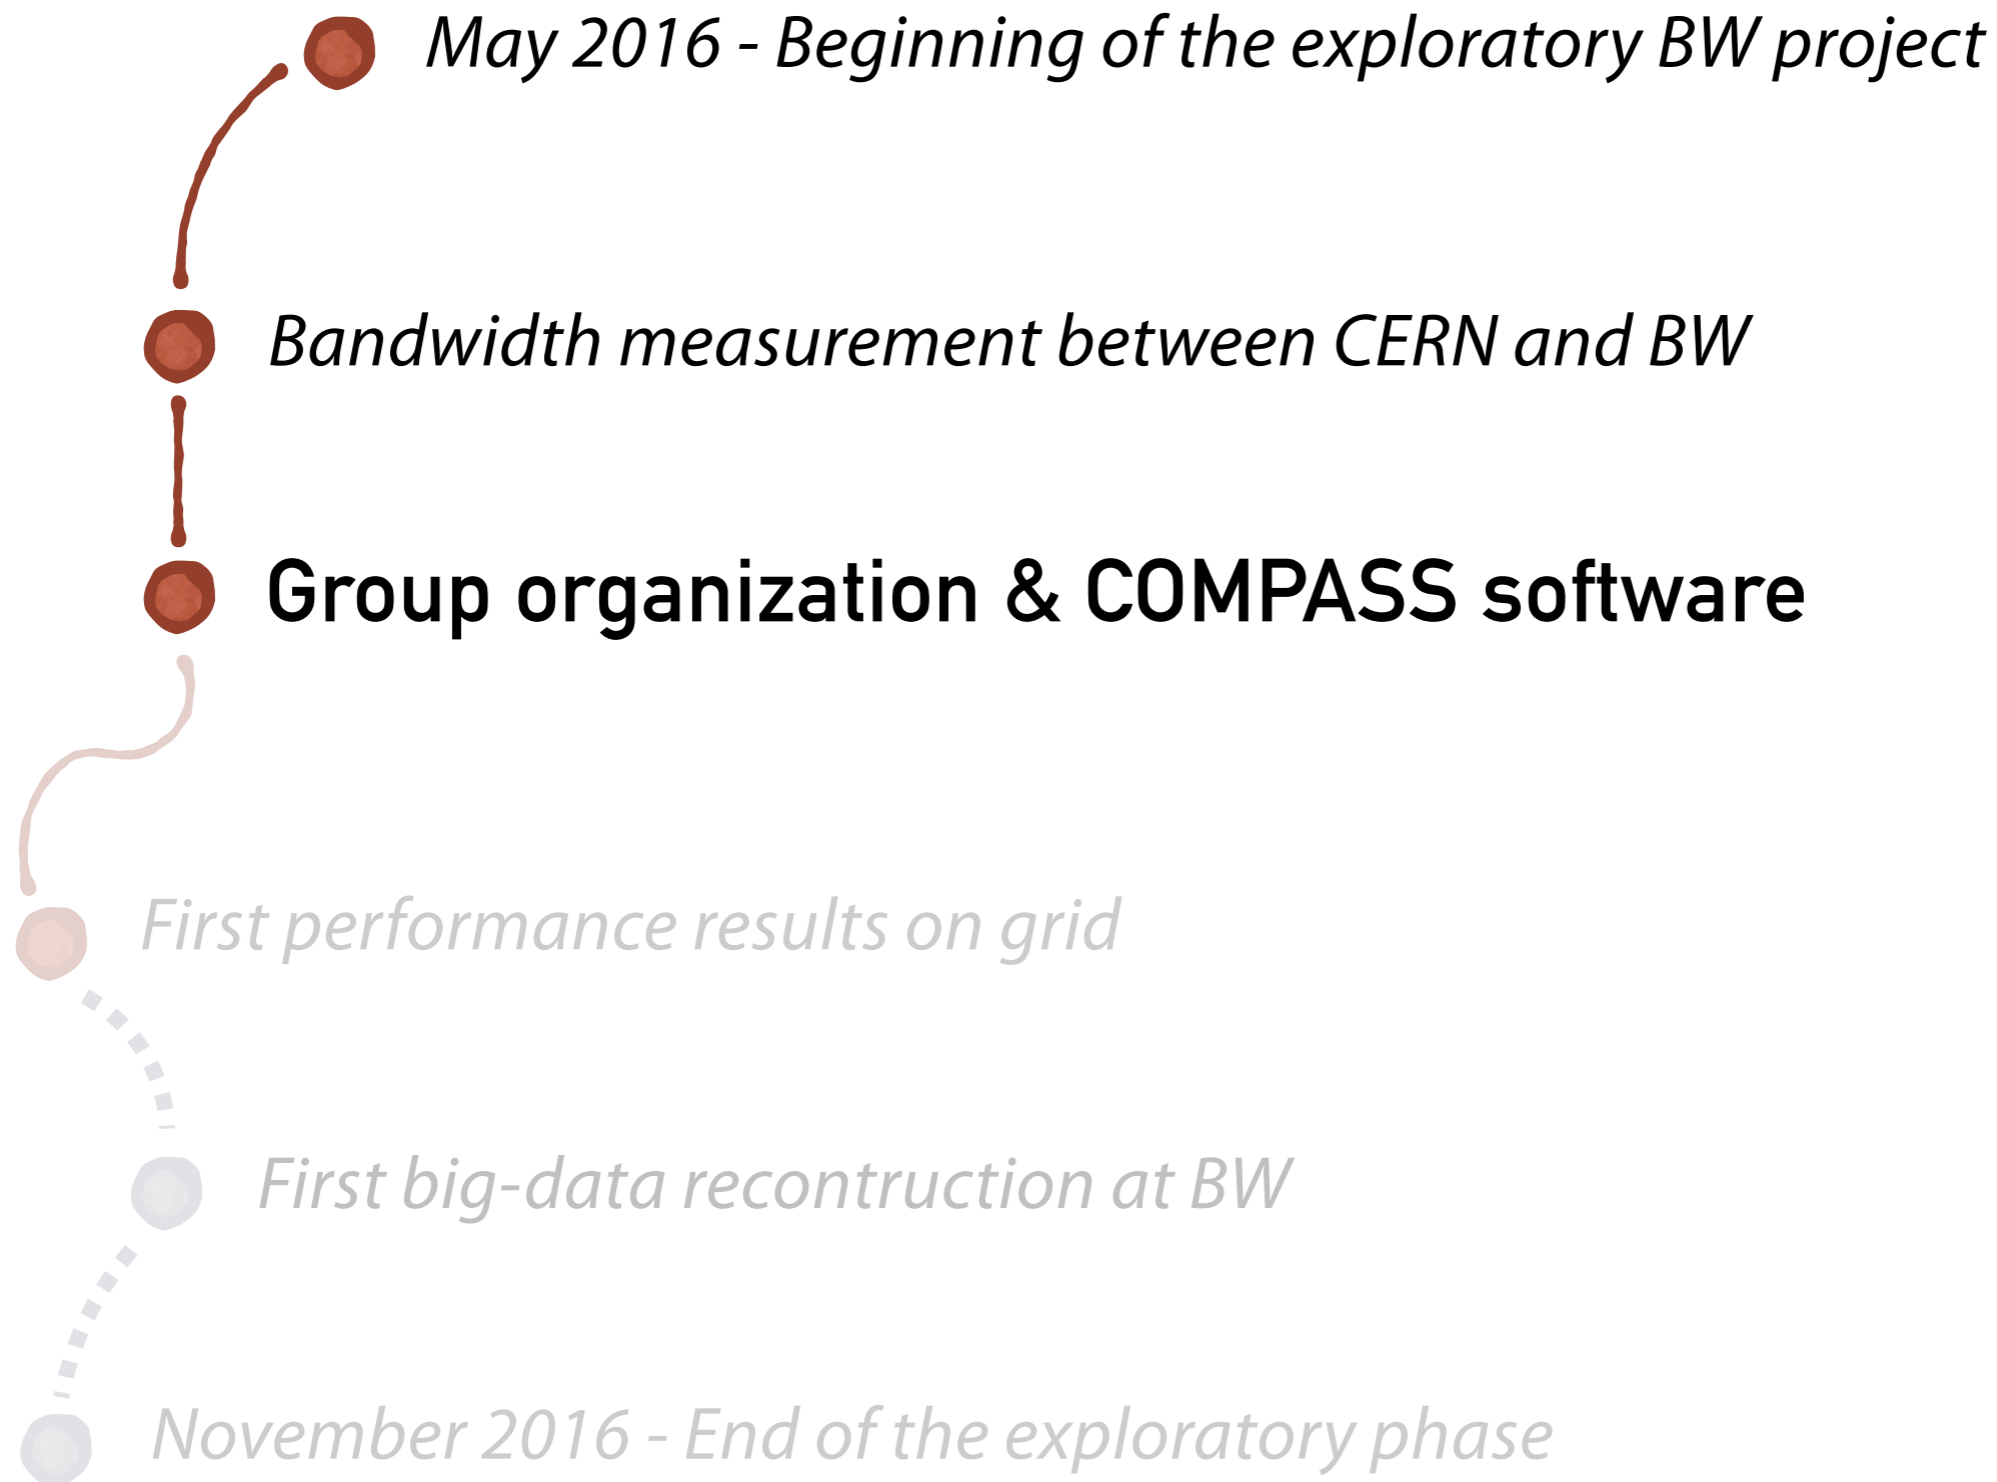 May 2016 - Beginning of the exploratory BW project
Bandwidth measurement between CERN and BW
Group organization & COMPASS software
First performance results on grid
First big-data recontruction at BW
November 2016 - End of the exploratory phase